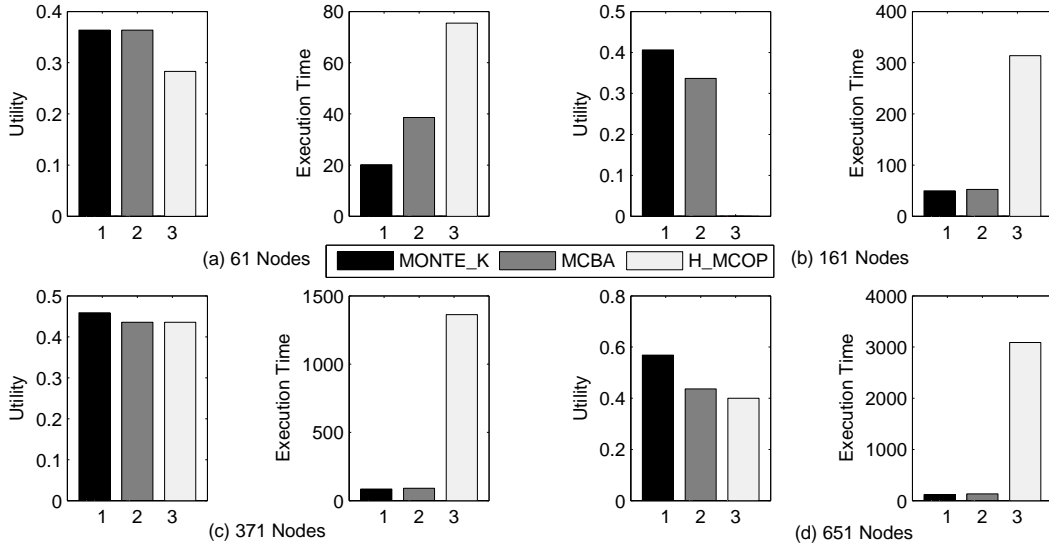 0.4
0.3
0.2
0.1
0
Utility
1 2 3
80
60
40
20
0
Execution Time
1 2 3
(a) 61 Nodes
0.5
0.4
0.3
0.2
0.1
0
Utility
1 2 3
400
300
200
100
0
Execution Time
1 2 3
(b) 161 Nodes
MONTE_K MCBA H_MCOP
0.5
0.4
0.3
0.2
0.1
0
Utility
1 2 3
1500
1000
500
0
Execution Time
1 2 3
(c) 371 Nodes
0.8
0.6
0.4
0.2
0
Utility
1 2 3
4000
3000
2000
1000
0
Execution Time
1 2 3
(d) 651 Nodes